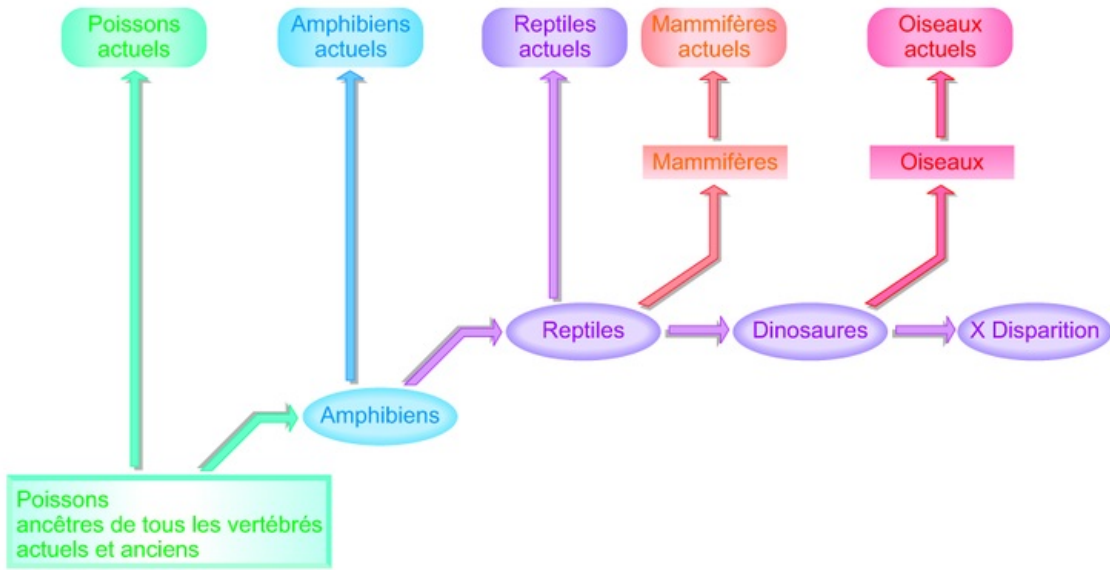 Poissons
actuels
Amphibiens
actuels
Reptiles
actuels
Mammifères
actuels
Oiseaux
actuels
Mammifères
Oiseaux
Reptiles
Dinosaures
X Disparition
Amphibiens
Poissons
ancêtres de tous les vertébrés
actuels et anciens